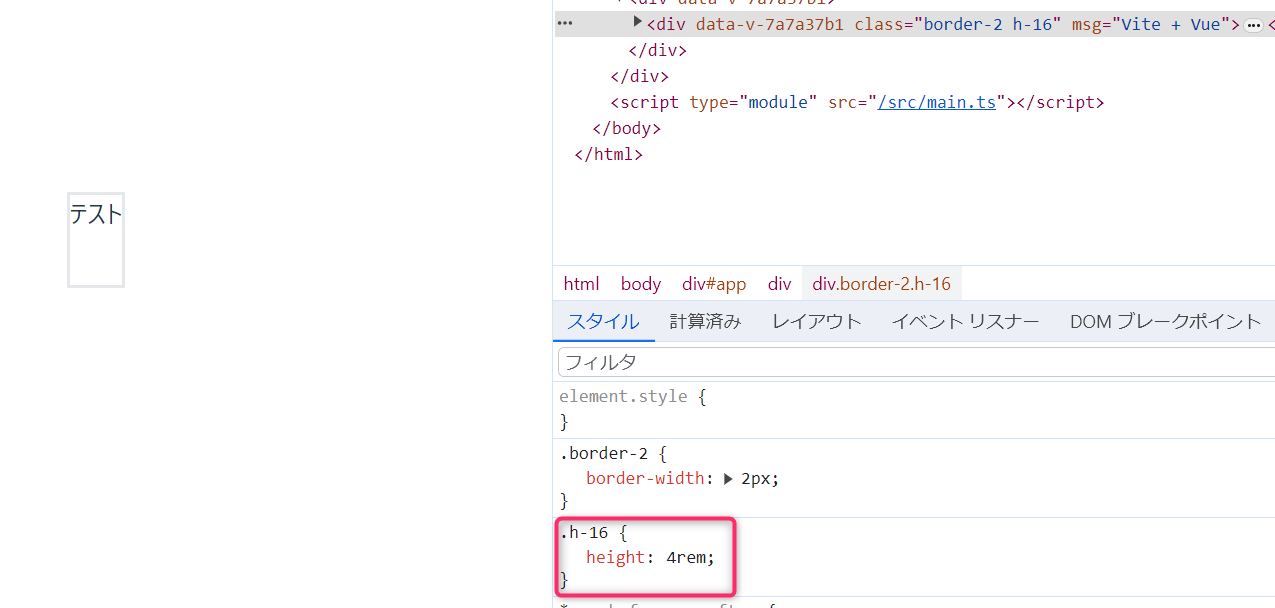 <div data-v-7a7a37b1>
••• ▶<div data-v-7a7a37b1 class="border-2 h-16" msg="Vite + Vue"> ••• <
</div>
</div>
<script type="module" src="/src/main.ts"></script>
</body>
</html>
テスト
html body div#app div div.border-2.h-16
スタイル 計算済み レイアウト イベント リスナー DOM ブレークポイント
フィルタ
element.style {
}
.border-2 {
border-width: ▶ 2px;
}
.h-16 {
height: 4rem;
}